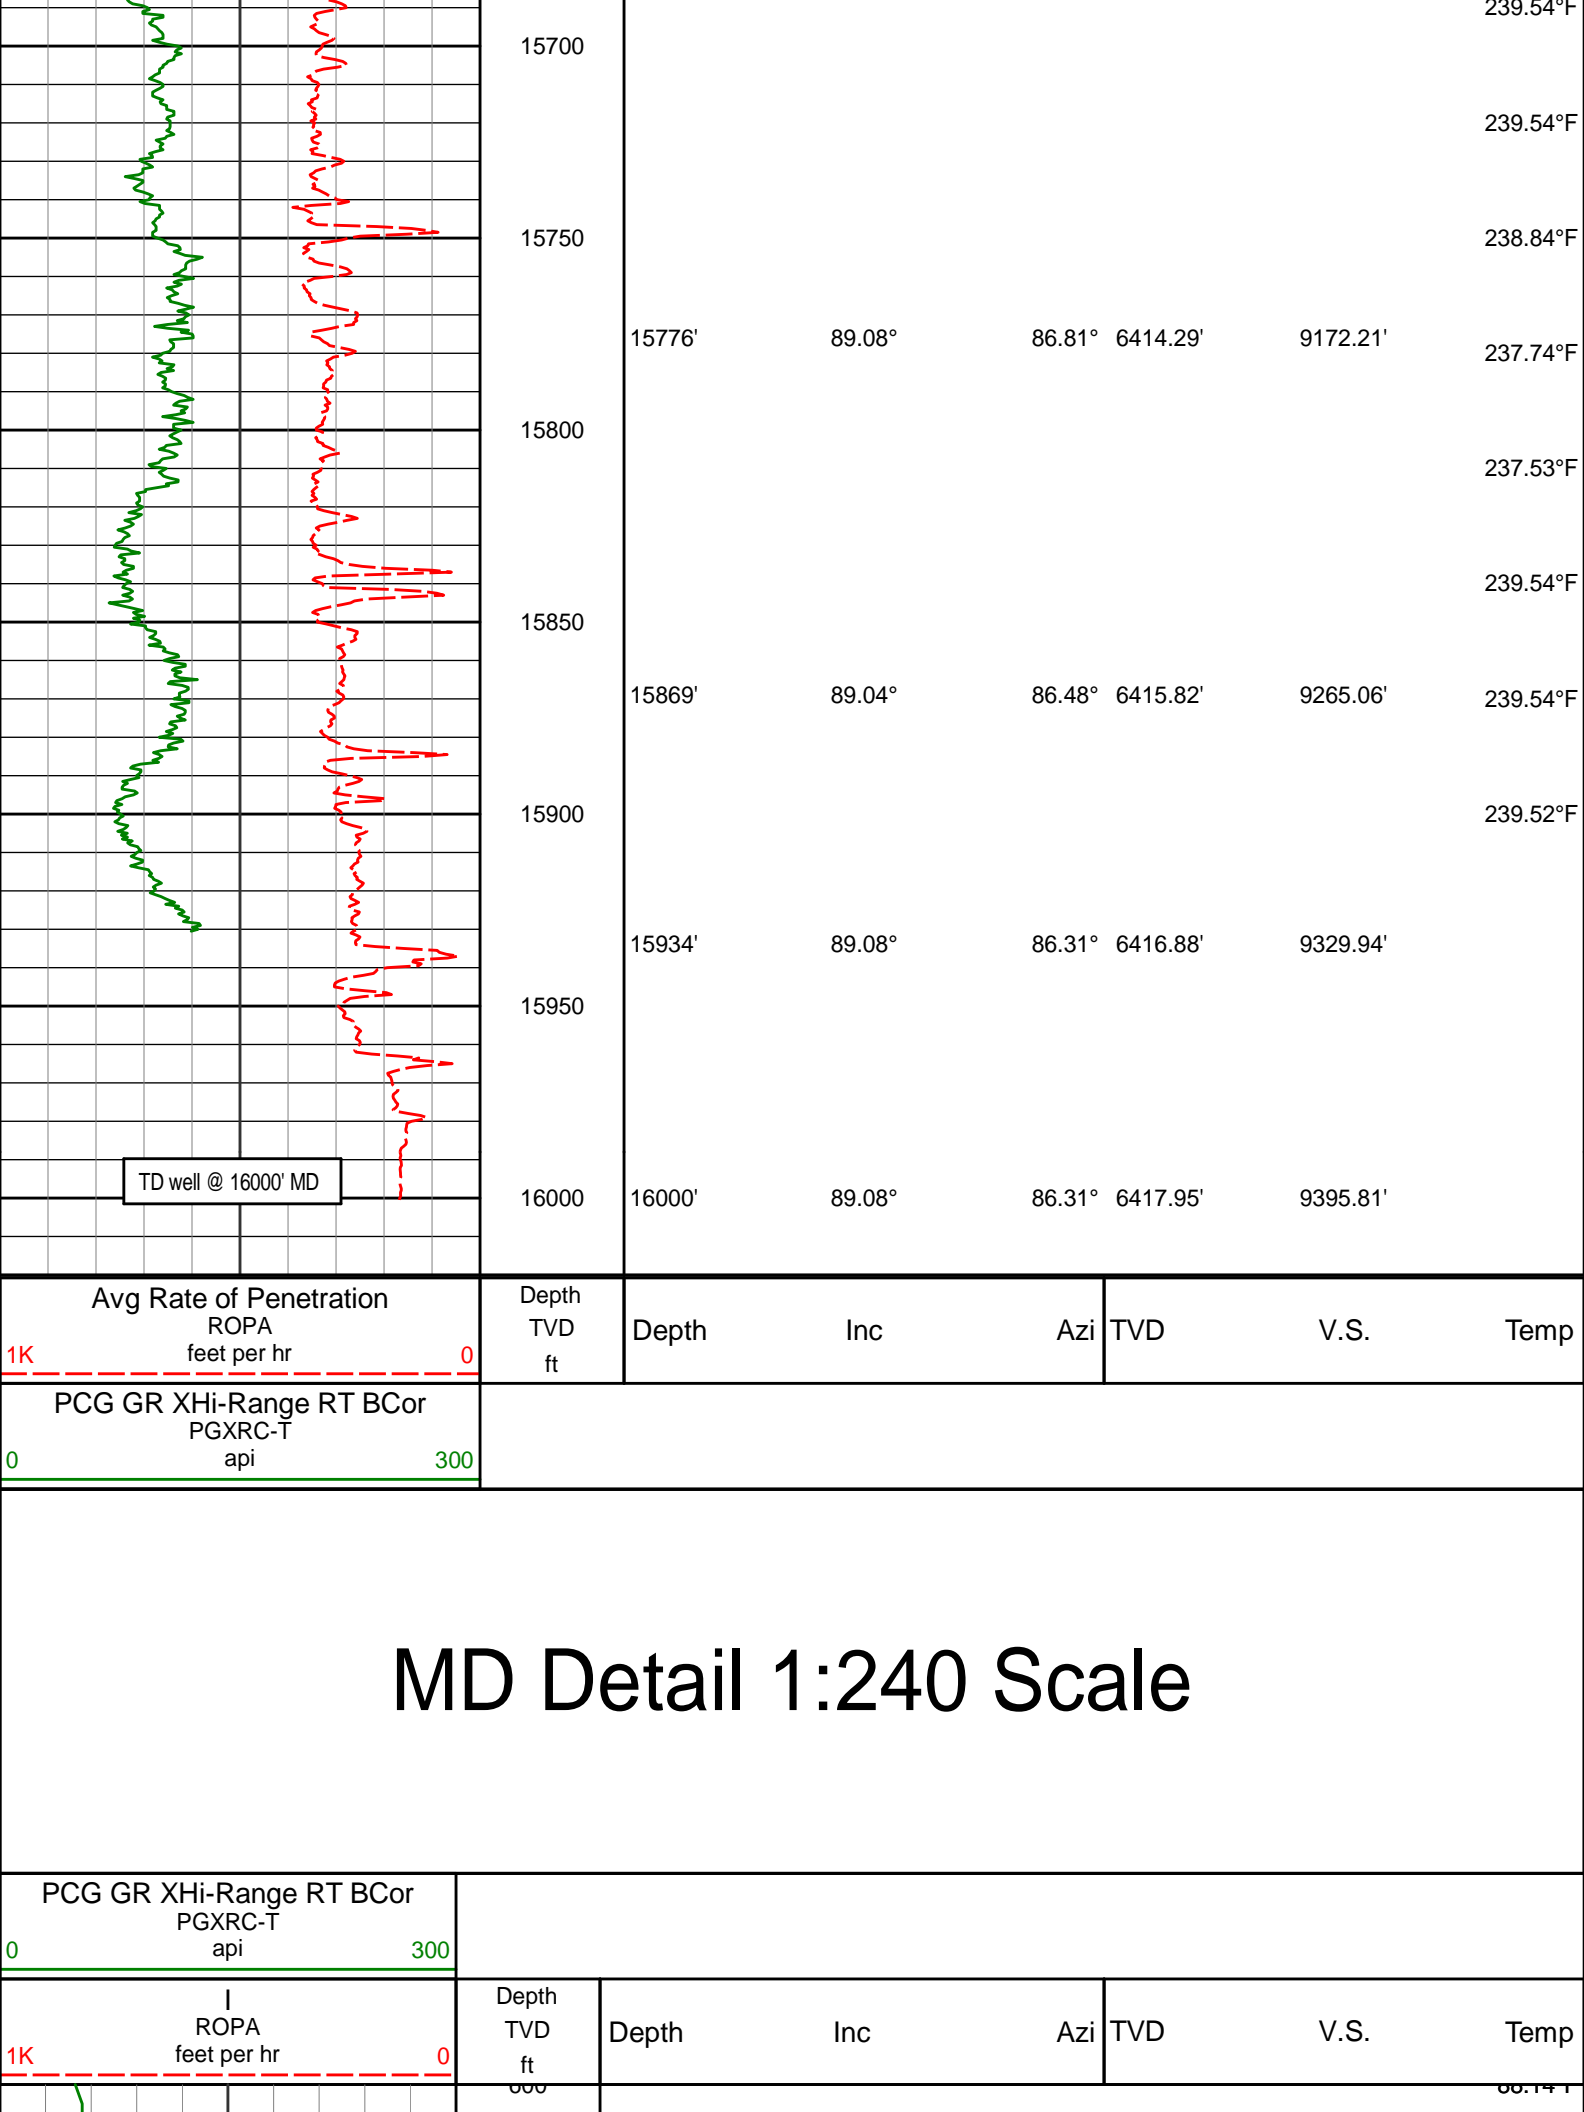 239.54°F
15700
239.54°F
15750 238.84°F
15776' 89.08° 86.81° 6414.29' 9172.21' 237.74°F
15800
237.53°F
239.54°F
15850
15869' 89.04° 86.48° 6415.82' 9265.06' 239.54°F
15900 239.52°F
15934' 89.08° 86.31° 6416.88' 9329.94'
15950
TD well @ 16000' MD
16000 16000' 89.08° 86.31° 6417.95' 9395.81'
Avg Rate of Penetration
ROPA
feet per hr
1K 0
Depth
TVD
ft
Depth Inc Azi TVD V.S. Temp
PCG GR XHi-Range RT BCor
PGXRC-T
api
0 300
MD Detail 1:240 Scale
PCG GR XHi-Range RT BCor
PGXRC-T
api
0 300
ROPA
feet per hr
1K 0
Depth
TVD
ft
Depth Inc Azi TVD V.S. Temp
600